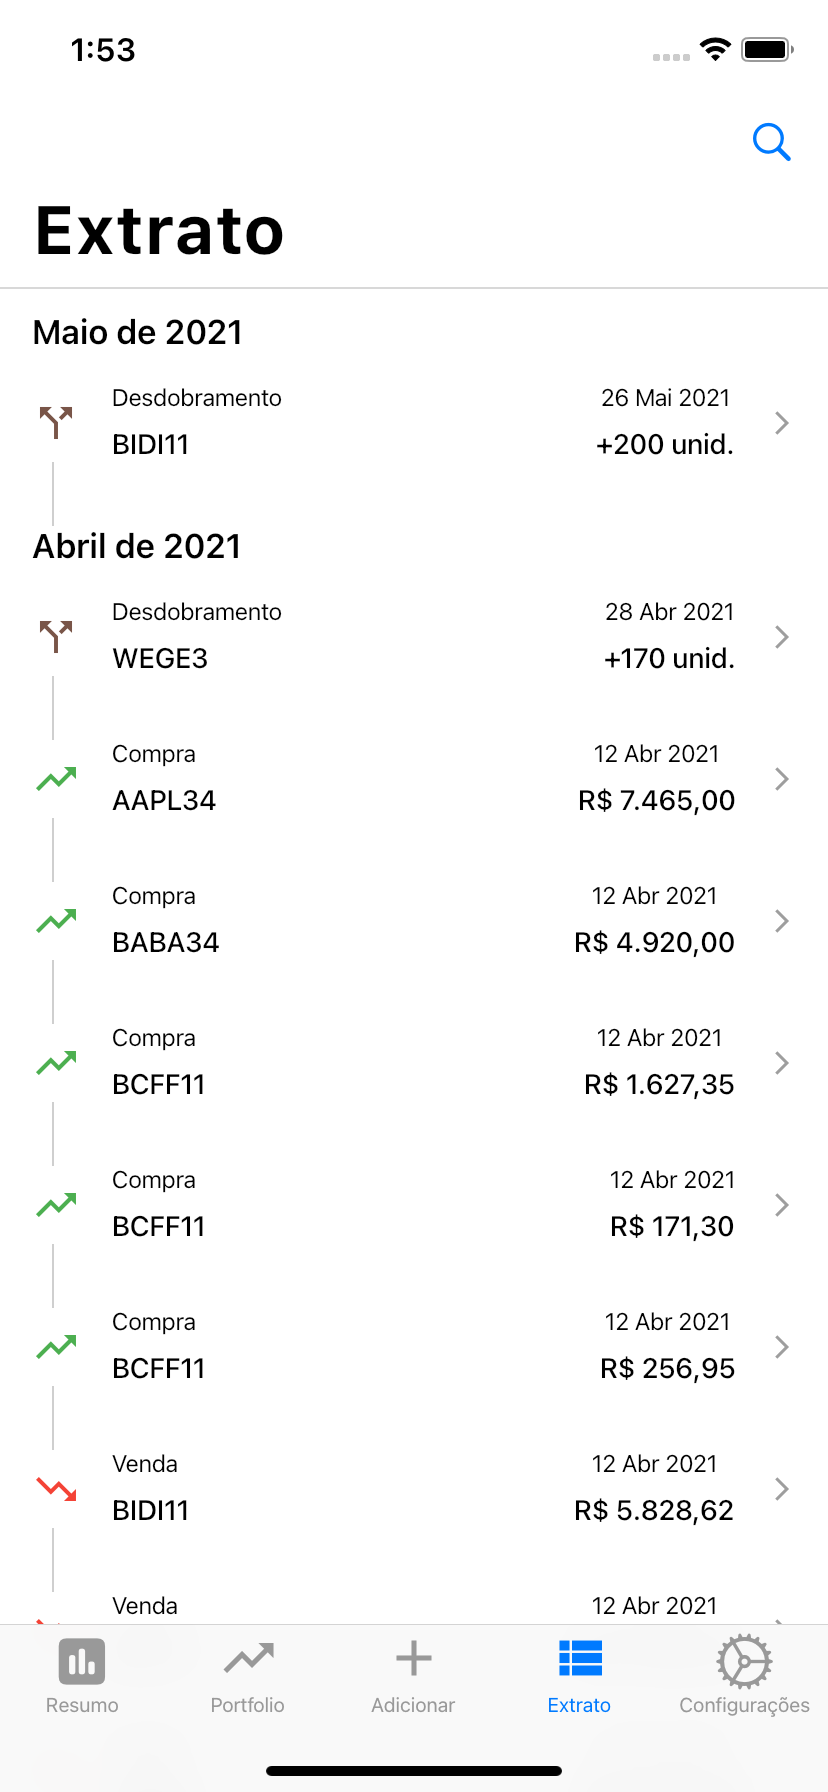 1:53
Extrato
Maio de 2021
Desdobramento 26 Mai 2021
BIDI11 +200 unid.
Abril de 2021
Desdobramento 28 Abr 2021
WEGE3 +170 unid.
Compra 12 Abr 2021
AAPL34 R$ 7.465,00
Compra 12 Abr 2021
BABA34 R$ 4.920,00
Compra 12 Abr 2021
BCFF11 R$ 1.627,35
Compra 12 Abr 2021
BCFF11 R$ 171,30
Compra 12 Abr 2021
BCFF11 R$ 256,95
Venda 12 Abr 2021
BIDI11 R$ 5.828,62
Venda 12 Abr 2021
Resumo Portfolio Adicionar Extrato Configurações